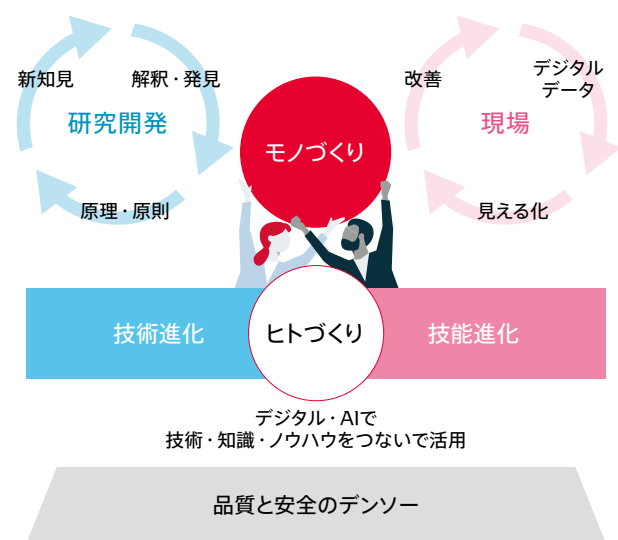 新知見
解釈・発見
研究開発
原理・原則
モノづくり
改善
デジタル
データ
現場
見える化
技術進化
ヒトづくり
技能進化
デジタル・AIで
技術・知識・ノウハウをつないで活用
品質と安全のデンソー